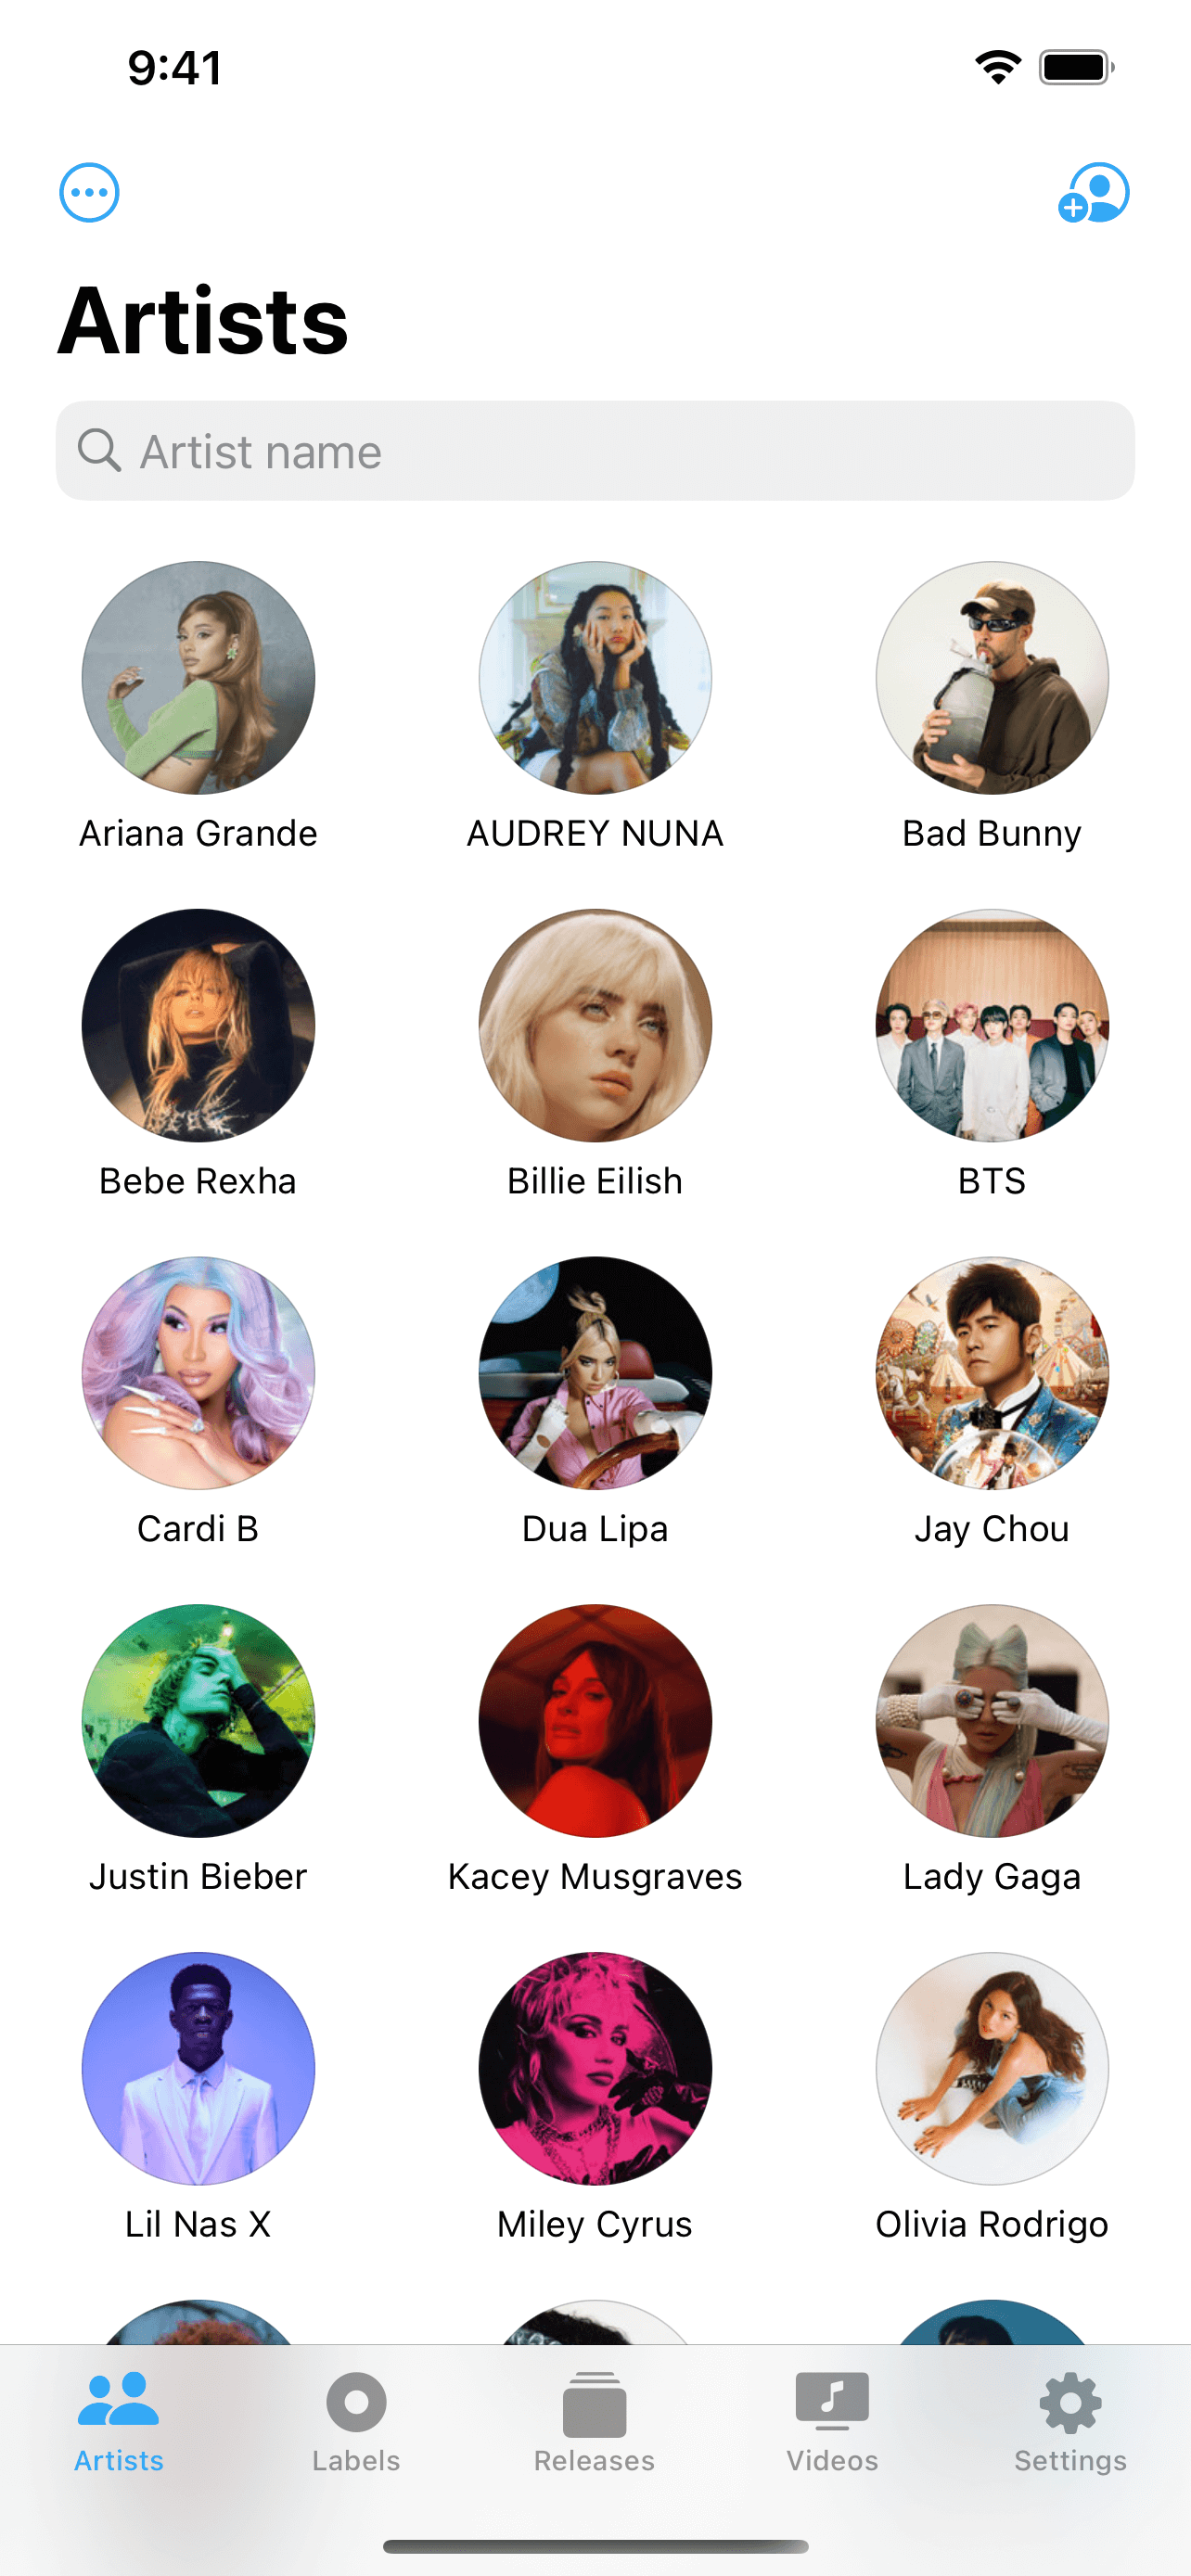 9:41
Artists
Artist name
Ariana Grande
AUDREY NUNA
Bad Bunny
Bebe Rexha
Billie Eilish
BTS
Cardi B
Dua Lipa
Jay Chou
Justin Bieber
Kacey Musgraves
Lady Gaga
Lil Nas X
Miley Cyrus
Olivia Rodrigo
Artists
Labels
Releases
Videos
Settings